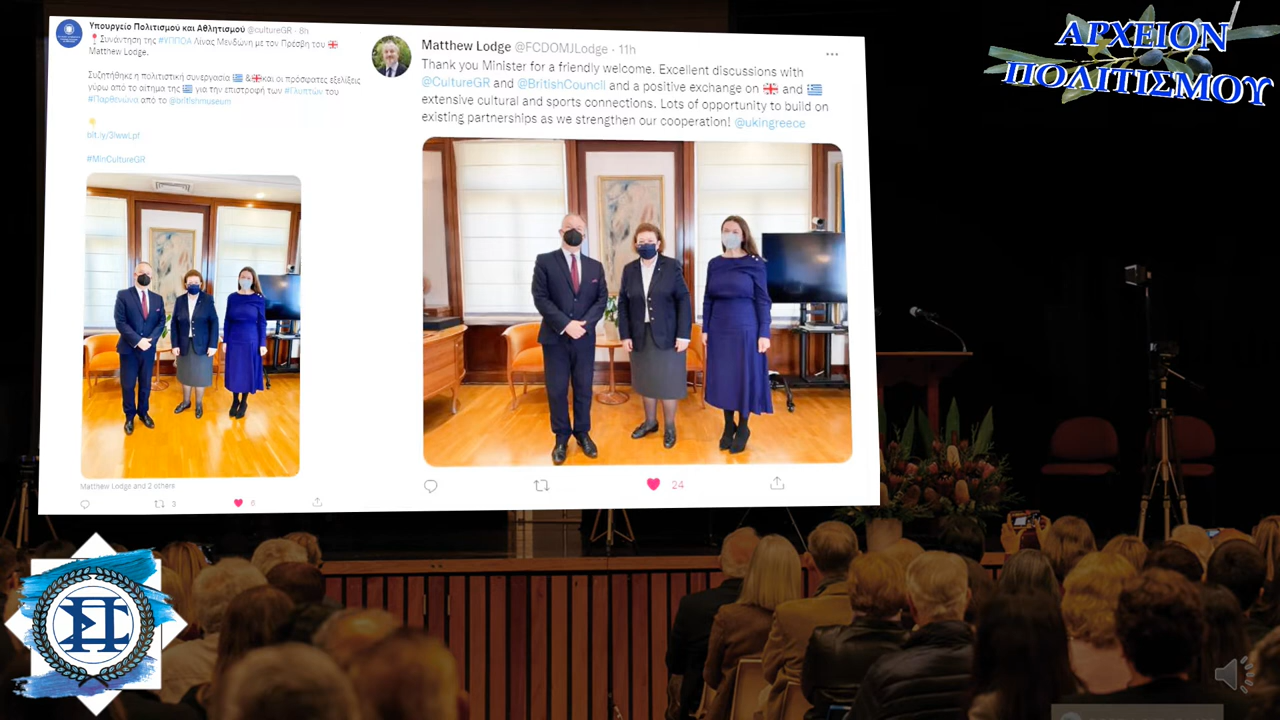 Υπουργείο Πολιτισμού και Αθλητισμού @cultureGR · 8h
Συνάντηση της #ΥΠΠΟΑ Λίνας Μενδώνη με τον Πρέσβη του
Matthew Lodge.
Συζητήθηκε η πολιτιστική συνεργασία & και οι πρόσφατες εξελίξεις
γύρω από το αίτημα της για την επιστροφή των #Γλυπτών του
#Παρθενώνα από το @britishmuseum
#MinCultureGR
Matthew Lodge and 2 others
3
6
Matthew Lodge @FCDOMJLodge · 11h
Thank you Minister for a friendly welcome. Excellent discussions with
@CultureGR and @BritishCouncil and a positive exchange on and
extensive cultural and sports connections. Lots of opportunity to build on
existing partnerships as we strengthen our cooperation! @ukingreece
24
ΑΡΧΕΙΟΝ
ΠΟΛΙΤΙΣΜΟΥ